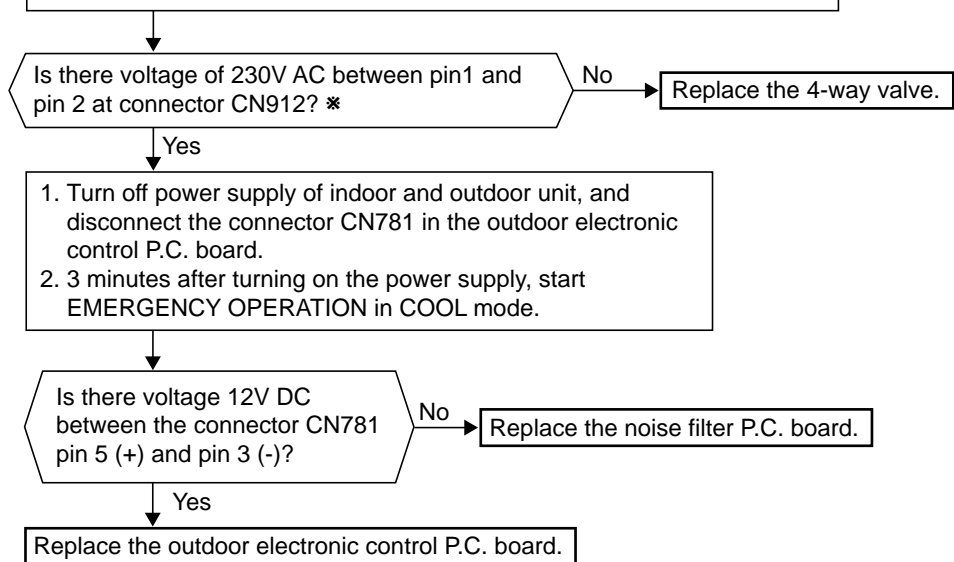 Is there voltage of 230V AC between pin1 and
pin 2 at connector CN912? ※
No
Replace the 4-way valve.
Yes
1. Turn off power supply of indoor and outdoor unit, and
disconnect the connector CN781 in the outdoor electronic
control P.C. board.
2. 3 minutes after turning on the power supply, start
EMERGENCY OPERATION in COOL mode.
Is there voltage 12V DC
between the connector CN781
pin 5 (+) and pin 3 (-)?
No
Replace the noise filter P.C. board.
Yes
Replace the outdoor electronic control P.C. board.